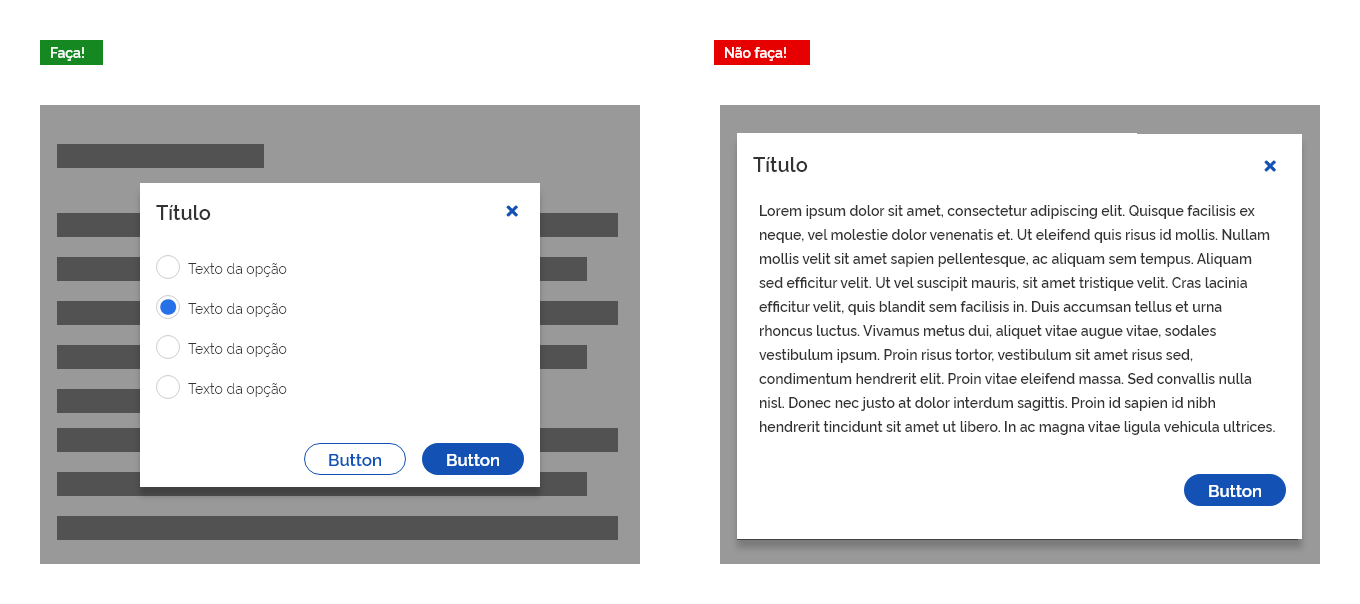 Faça!
Título
Texto da opção
Texto da opção
Texto da opção
Texto da opção
Button
Button
Não faça!
Título
Lorem ipsum dolor sit amet, consectetur adipiscing elit. Quisque facilisis ex
neque, vel molestie dolor venenatis et. Ut eleifend quis risus id mollis. Nullam
mollis velit sit amet sapien pellentesque, ac aliquam sem tempus. Aliquam
sed efficitur velit. Ut vel suscipit mauris, sit amet tristique velit. Cras lacinia
efficitur velit, quis blandit sem facilisis in. Duis accumsan tellus et urna
rhoncus luctus. Vivamus metus dui, aliquet vitae augue vitae, sodales
vestibulum ipsum. Proin risus tortor, vestibulum sit amet risus sed,
condimentum hendrerit elit. Proin vitae eleifend massa. Sed convallis nulla
nisl. Donec nec justo at dolor interdum sagittis. Proin id sapien id nibh
hendrerit tincidunt sit amet ut libero. In ac magna vitae ligula vehicula ultrices.
Button